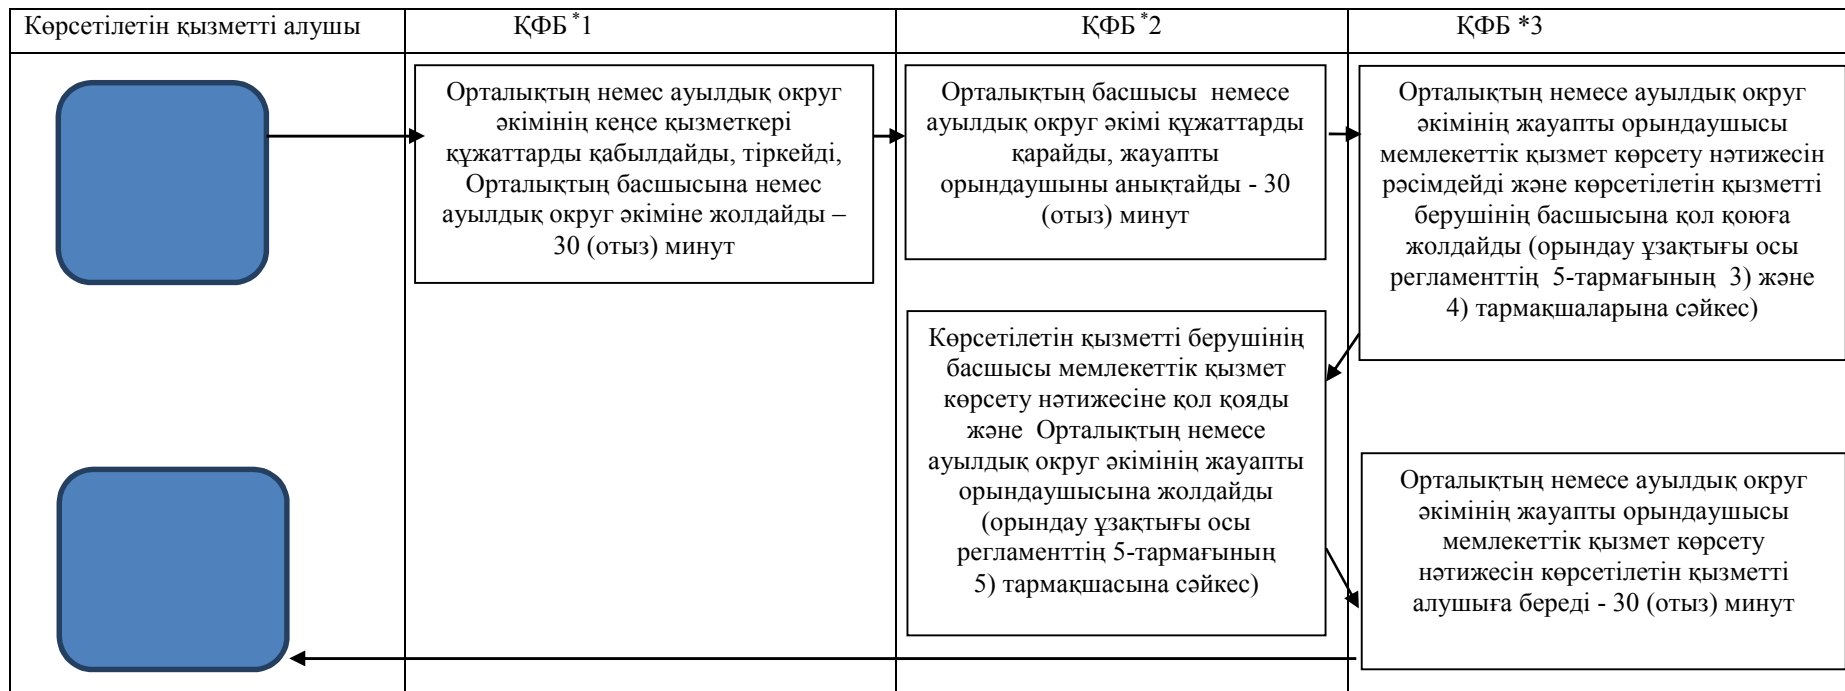 Көрсетілетін қызметті алушы
ҚФБ *1
ҚФБ *2
ҚФБ *3
Орталықтың немес ауылдық округ
әкімінің кеңсе қызметкері
құжаттарды қабылдайды, тіркейді,
Орталықтың басшысына немес
ауылдық округ әкіміне жолдайды –
30 (отыз) минут
Орталықтың басшысы немесе
ауылдық округ әкімі құжаттарды
қарайды, жауапты
орындаушыны анықтайды - 30
(отыз) минут
Орталықтың немесе ауылдық округ
әкімінің жауапты орындаушысы
мемлекеттік қызмет көрсету нәтижесін
рәсімдейді және көрсетілетін қызметті
берушінің басшысына қол қоюға
жолдайды (орындау ұзақтығы осы
регламенттің 5-тармағының 3) және
4) тармақшаларына сәйкес)
Көрсетілетін қызметті берушінің
басшысы мемлекеттік қызмет
көрсету нәтижесіне қол қояды
және Орталықтың немесе
ауылдық округ әкімінің жауапты
орындаушысына жолдайды
(орындау ұзақтығы осы
регламенттің 5-тармағының
5) тармақшасына сәйкес)
Орталықтың немесе ауылдық округ
әкімінің жауапты орындаушысы
мемлекеттік қызмет көрсету
нәтижесін көрсетілетін қызметті
алушыға береді - 30 (отыз) минут